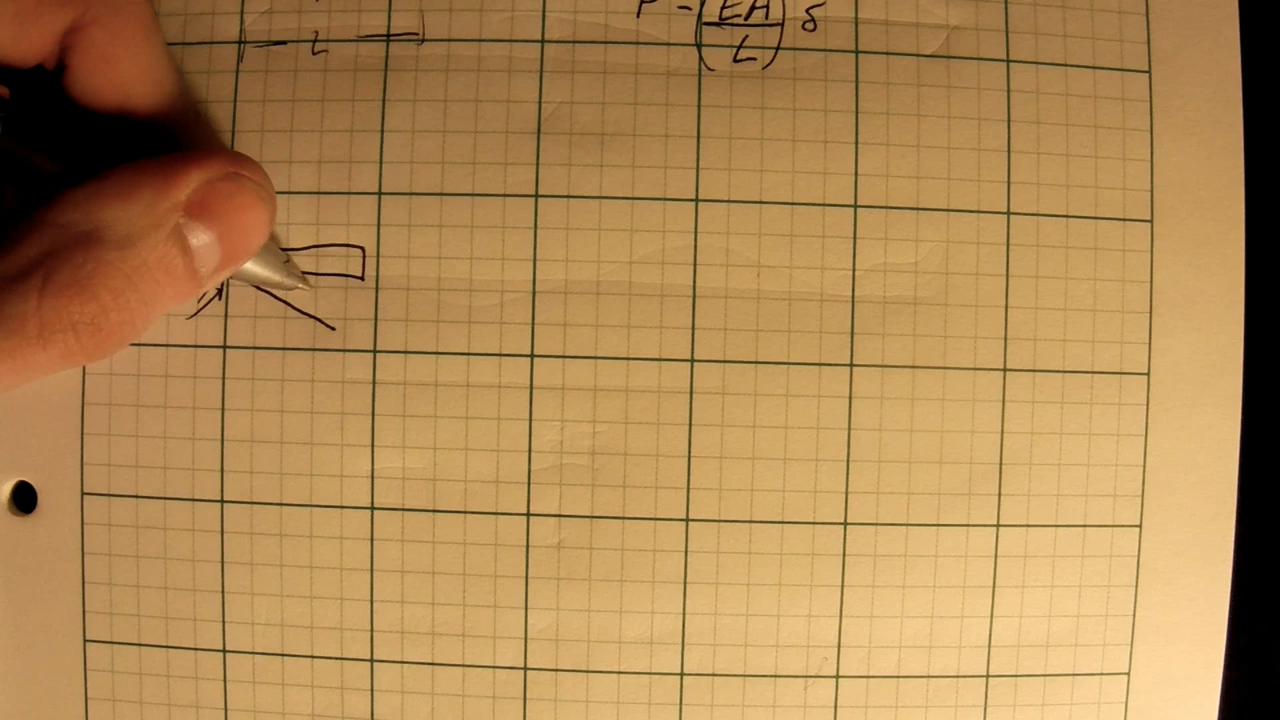 L
P = (EA/L) δ